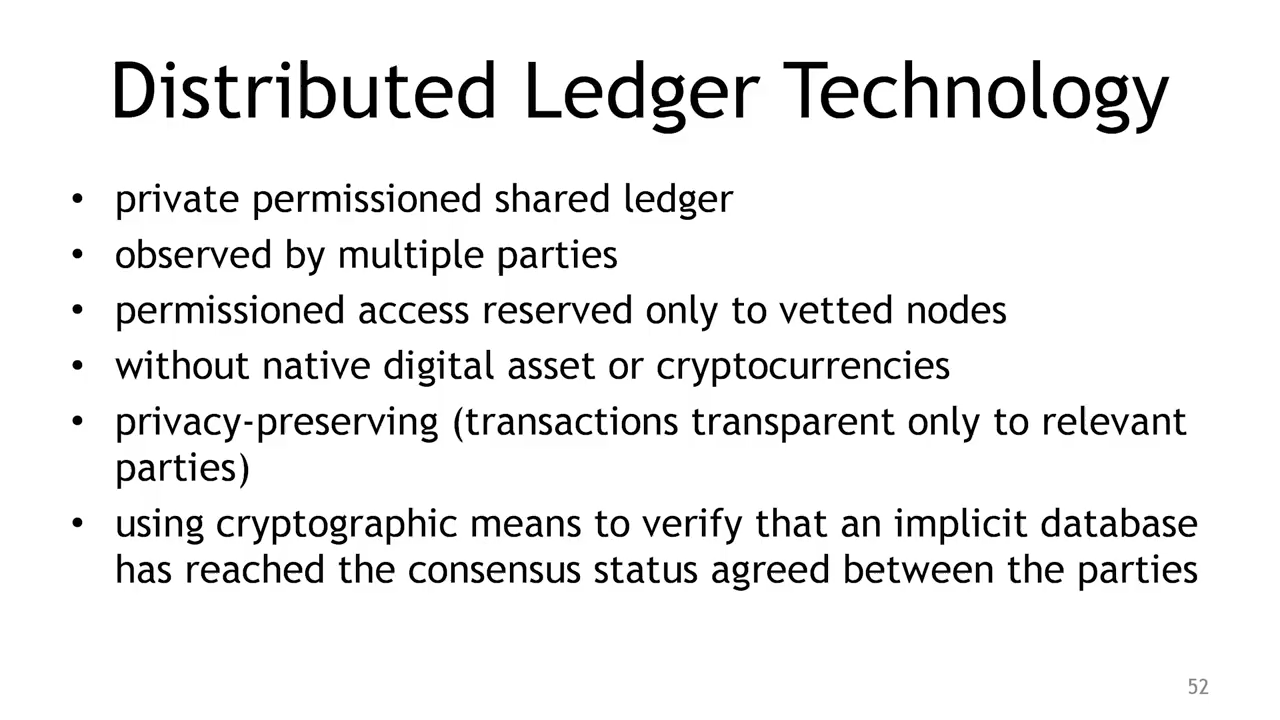 Distributed Ledger Technology
• private permissioned shared ledger
• observed by multiple parties
• permissioned access reserved only to vetted nodes
• without native digital asset or cryptocurrencies
• privacy-preserving (transactions transparent only to relevant
parties)
• using cryptographic means to verify that an implicit database
has reached the consensus status agreed between the parties
52